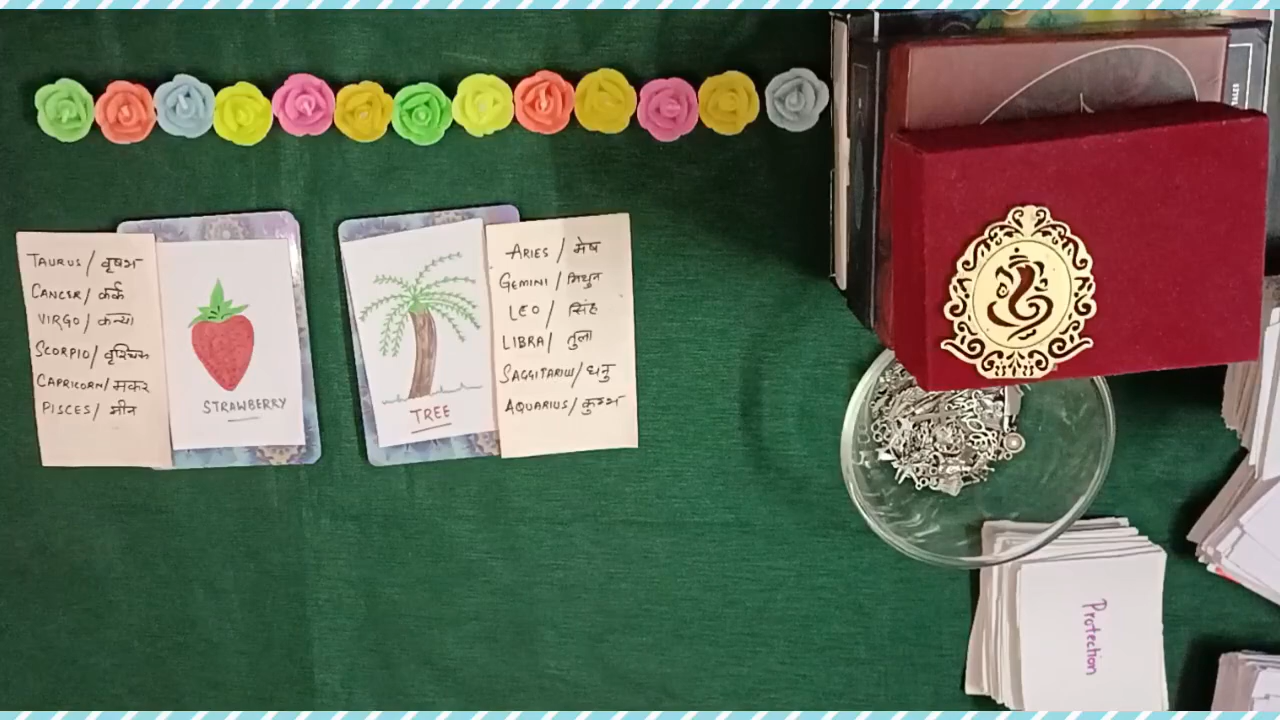 TAURUS / वृषभ
CANCER / कर्क
VIRGO / कन्या
SCORPIO / वृश्चिक
CAPRICORN / मकर
PISCES / मीन
STRAWBERRY
TREE
ARIES / मेष
GEMINI / मिथुन
LEO / सिंह
LIBRA / तुला
SAGGITARIUS / धनु
AQUARIUS / कुम्भ
Protection